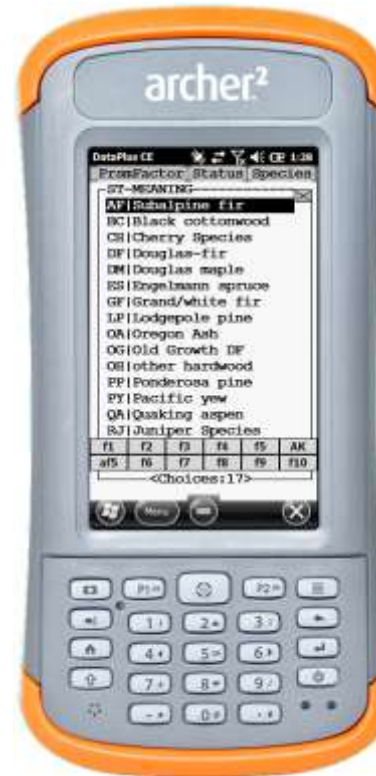 archer²
DataPlus CE 1:28
PromFactor Status Species
ST-MEANING
AF|Subalpine fir
BC|Black cottonwood
CH|Cherry Species
DF|Douglas-fir
DM|Douglas maple
ES|Engelmann spruce
GF|Grand/white fir
LP|Lodgepole pine
OA|Oregon Ash
OG|Old Growth DF
OH|other hardwood
PP|Ponderosa pine
PY|Pacific yew
QA|Quaking aspen
RJ|Juniper Species
f1 f2 f3 f4 f5 AK
af5 f6 f7 f8 f9 f10
<Choices:17>
Menu
P1 P2
1 2 3
4 5 6
7 8 9
- 0 .